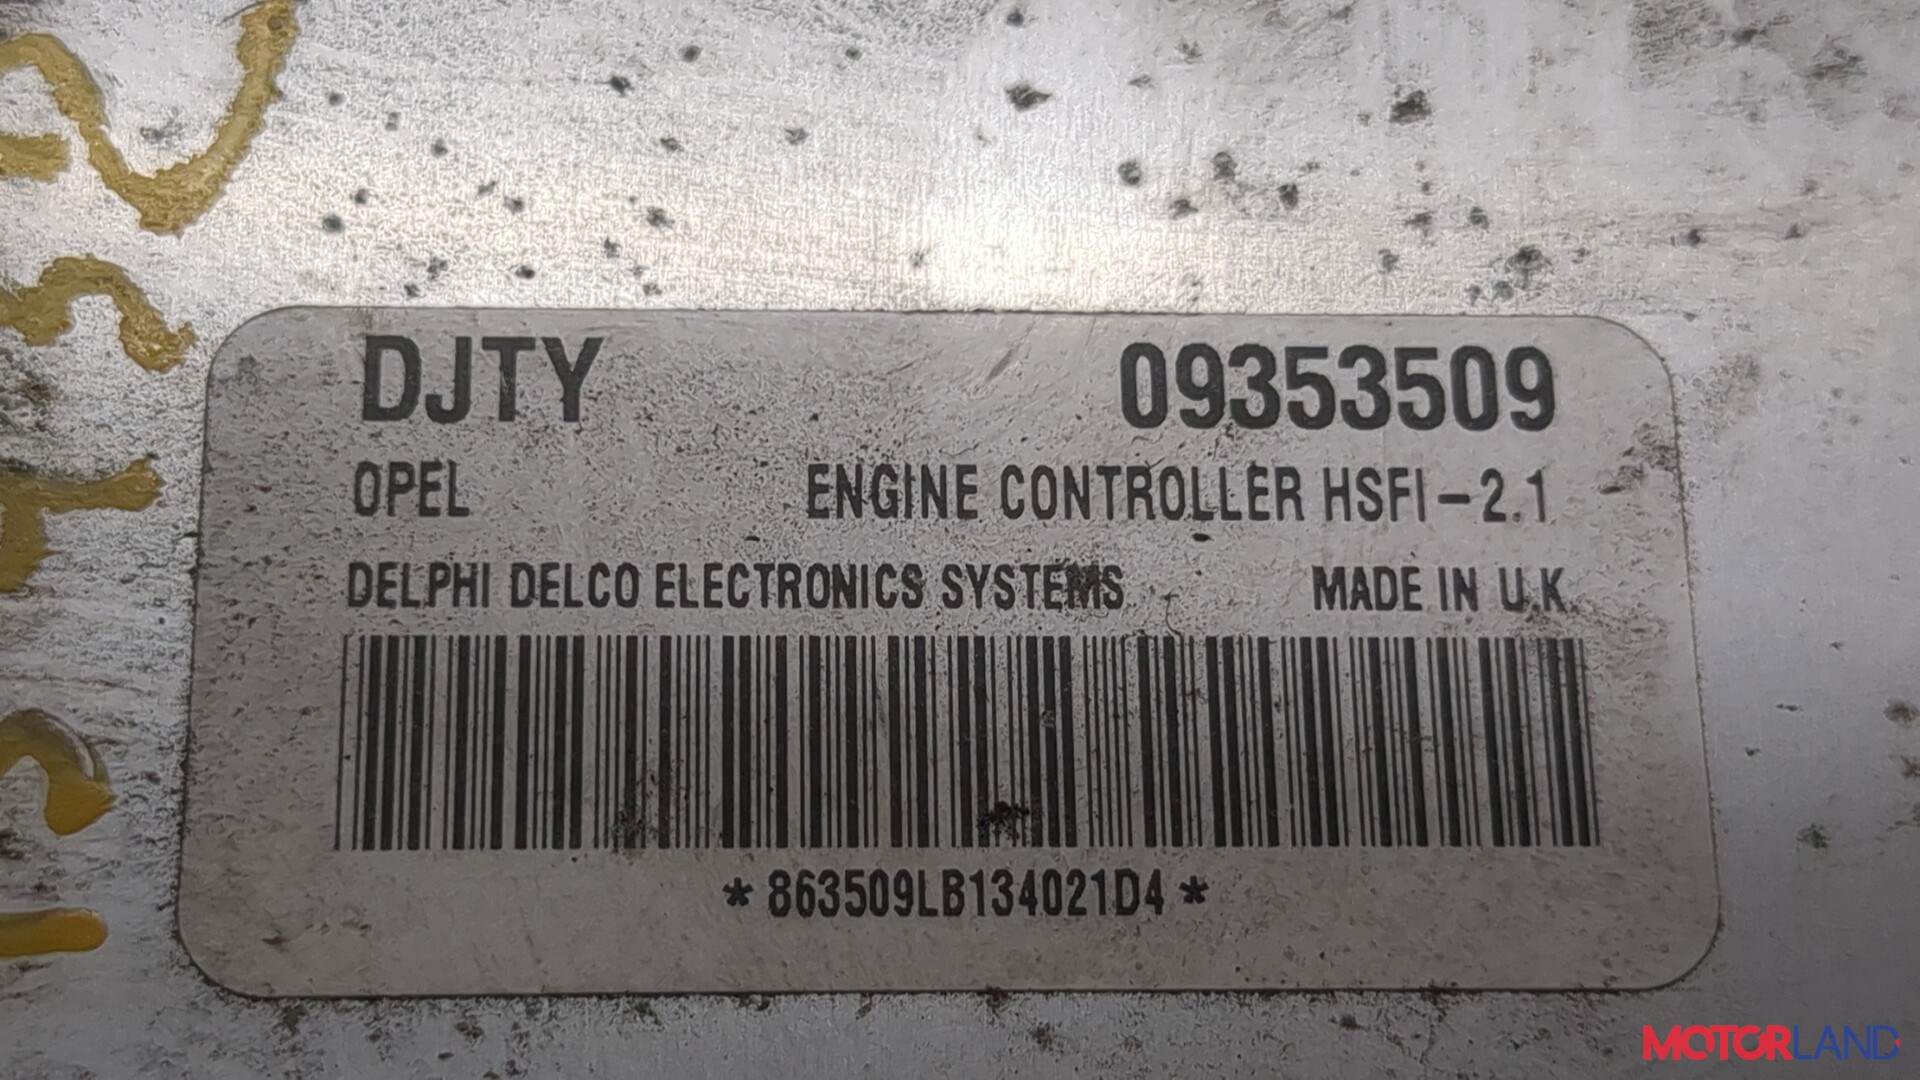 DJTY 09353509
OPEL ENGINE CONTROLLER HSFI-2.1
DELPHI DELCO ELECTRONICS SYSTEMS MADE IN U.K.
*863509LB134021D4*
MOTORLAND